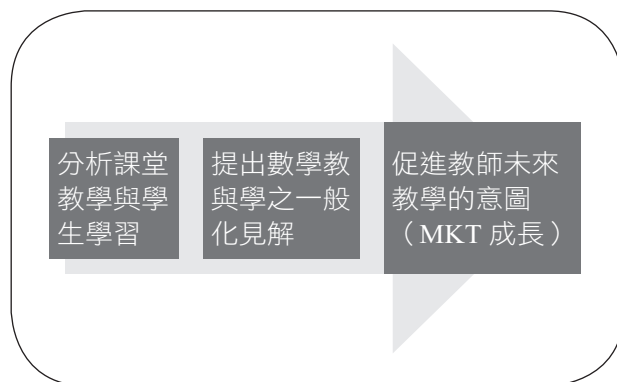 分析課堂
教學與學
生學習
提出數學教
與學之一般
化見解
促進教師未來
教學的意圖
（MKT 成長）